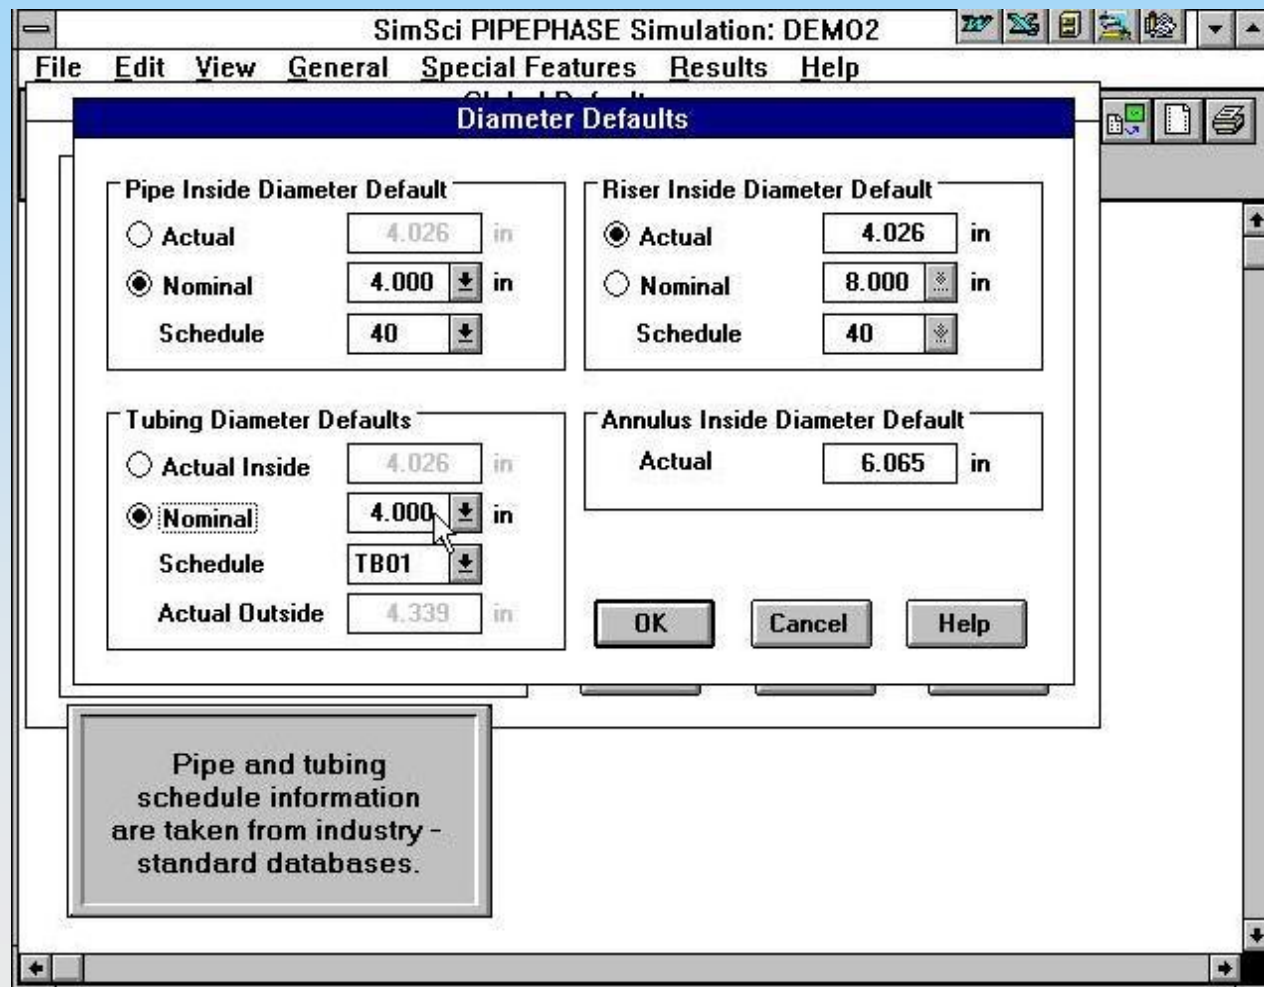 SimSci PIPEPHASE Simulation: DEMO2
File Edit View General Special Features Results Help
Diameter Defaults
Pipe Inside Diameter Default
Actual 4.026 in
Nominal 4.000 in
Schedule 40
Riser Inside Diameter Default
Actual 4.026 in
Nominal 8.000 in
Schedule 40
Tubing Diameter Defaults
Actual Inside 4.026 in
Nominal 4.000 in
Schedule TB01
Actual Outside 4.339 in
Annulus Inside Diameter Default
Actual 6.065 in
OK Cancel Help
Pipe and tubing
schedule information
are taken from industry -
standard databases.